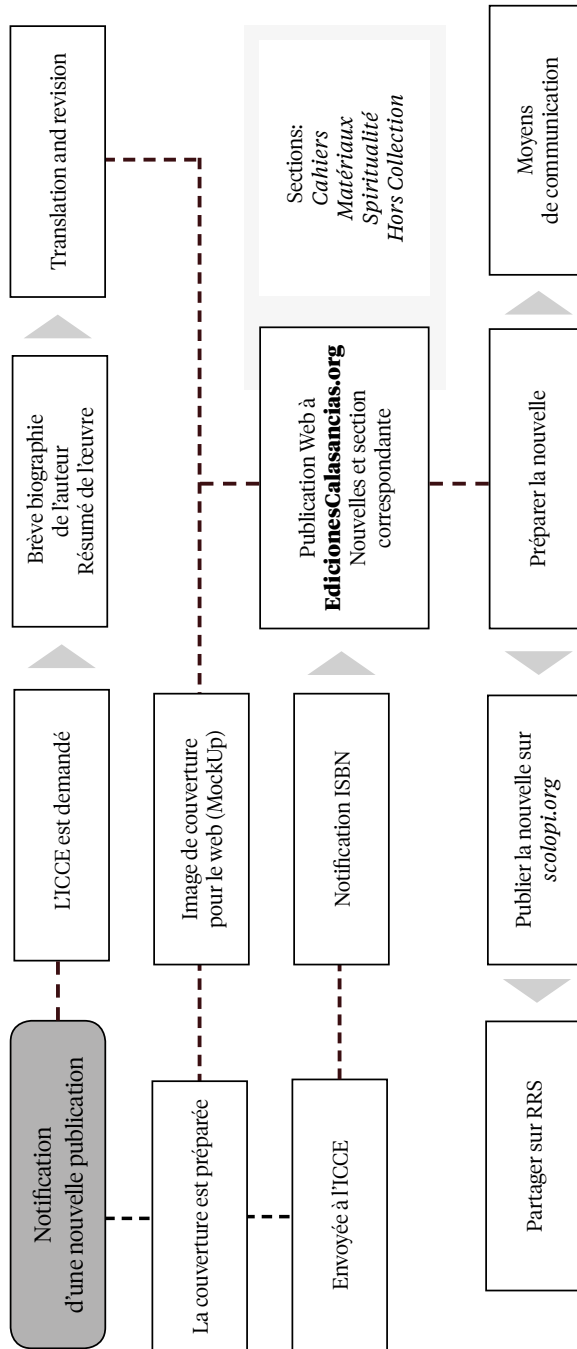 Notification
d'une nouvelle publication
L'ICCE est demandé
Brève biographie
de l'auteur
Résumé de l'œuvre
Translation and revision
La couverture est préparée
Image de couverture
pour le web (MockUp)
Envoyée à l'ICCE
Notification ISBN
Publication Web à
EdicionesCalasancias.org
Nouvelles et section
correspondante
Sections:
Cahiers
Matériaux
Spiritualité
Hors Collection
Partager sur RRS
Publier la nouvelle sur
scolopi.org
Préparer la nouvelle
Moyens
de communication